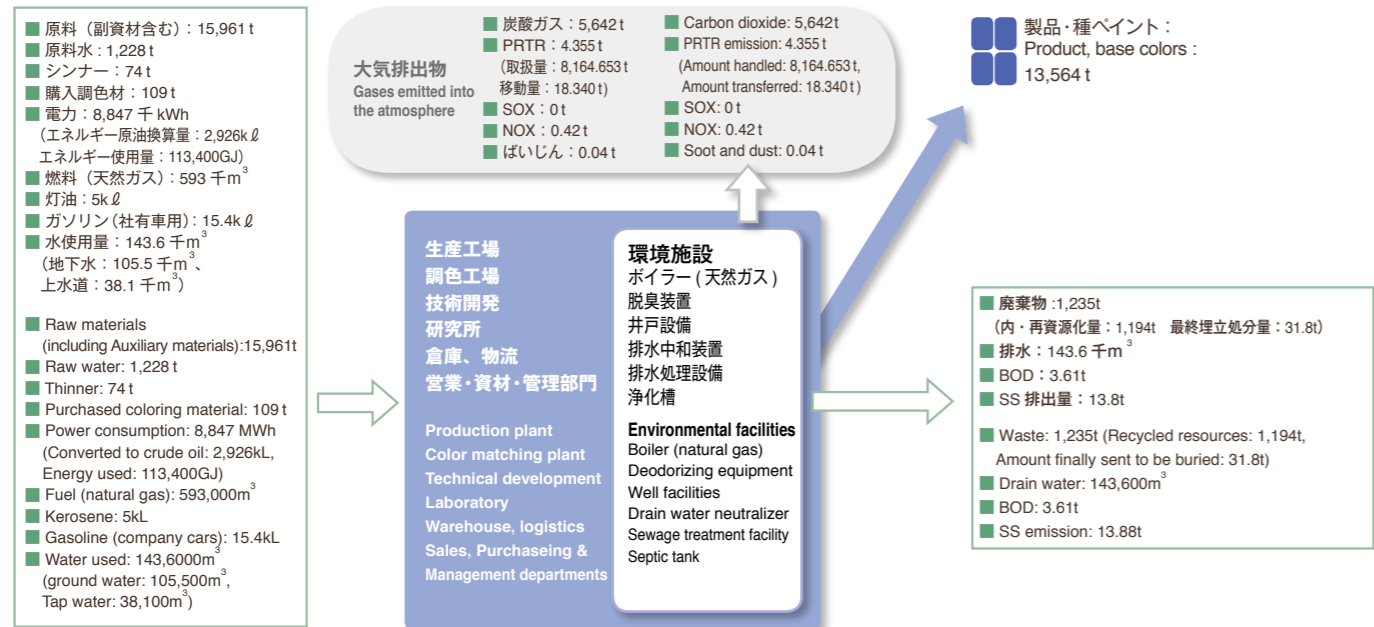 原料（副資材含む）：15,961 t
原料水 : 1,228 t
シンナー：74 t
購入調色材：109 t
電力：8,847 千 kWh
（エネルギー原油換算量：2,926kℓ
エネルギー使用量：113,400GJ）
燃料（天然ガス）：593 千m³
灯油：5kℓ
ガソリン（社有車用）：15.4kℓ
水使用量：143.6 千m³
（地下水：105.5 千m³、
上水道：38.1 千m³）
Raw materials
(including Auxiliary materials):15,961t
Raw water: 1,228 t
Thinner: 74 t
Purchased coloring material: 109 t
Power consumption: 8,847 MWh
(Converted to crude oil: 2,926kL,
Energy used: 113,400GJ)
Fuel (natural gas): 593,000m³
Kerosene: 5kL
Gasoline (company cars): 15.4kL
Water used: 143,6000m³
(ground water: 105,500m³,
Tap water: 38,100m³)
大気排出物
Gases emitted into
the atmosphere
炭酸ガス：5,642 t
PRTR：4.355 t
（取扱量：8,164.653 t
移動量：18.340 t）
SOX：0 t
NOX：0.42 t
ばいじん：0.04 t
Carbon dioxide: 5,642 t
PRTR emission: 4.355 t
(Amount handled: 8,164.653 t,
Amount transferred: 18.340 t)
SOX: 0 t
NOX: 0.42 t
Soot and dust: 0.04 t
製品・種ペイント：
Product, base colors :
13,564 t
生産工場
調色工場
技術開発
研究所
倉庫、物流
営業・資材・管理部門
Production plant
Color matching plant
Technical development
Laboratory
Warehouse, logistics
Sales, Purchaseing &
Management departments
環境施設
ボイラー ( 天然ガス )
脱臭装置
井戸設備
排水中和装置
排水処理設備
浄化槽
Environmental facilities
Boiler (natural gas)
Deodorizing equipment
Well facilities
Drain water neutralizer
Sewage treatment facility
Septic tank
廃棄物 :1,235t
（内・再資源化量：1,194t　最終埋立処分量：31.8t）
排水：143.6 千m³
BOD：3.61t
SS 排出量：13.8t
Waste: 1,235t (Recycled resources: 1,194t,
Amount finally sent to be buried: 31.8t)
Drain water: 143,600m³
BOD: 3.61t
SS emission: 13.88t